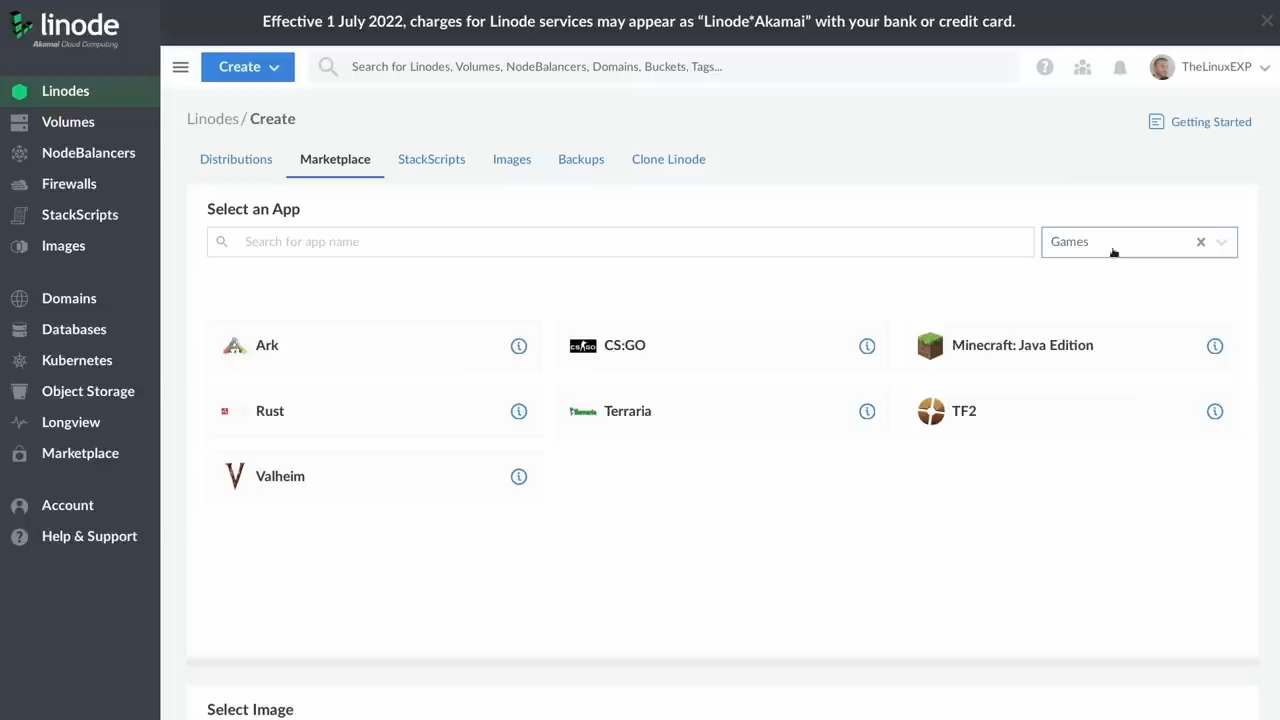 linode
Akamai Cloud Computing
Effective 1 July 2022, charges for Linode services may appear as “Linode*Akamai” with your bank or credit card.
Create
Search for Linodes, Volumes, NodeBalancers, Domains, Buckets, Tags...
TheLinuxEXP
Linodes
Volumes
NodeBalancers
Firewalls
StackScripts
Images
Domains
Databases
Kubernetes
Object Storage
Longview
Marketplace
Account
Help & Support
Linodes / Create
Getting Started
Distributions
Marketplace
StackScripts
Images
Backups
Clone Linode
Select an App
Search for app name
Games
Ark
CS:GO
CS:GO
Minecraft: Java Edition
Rust
Terraria
Terraria
TF2
Valheim
Select Image